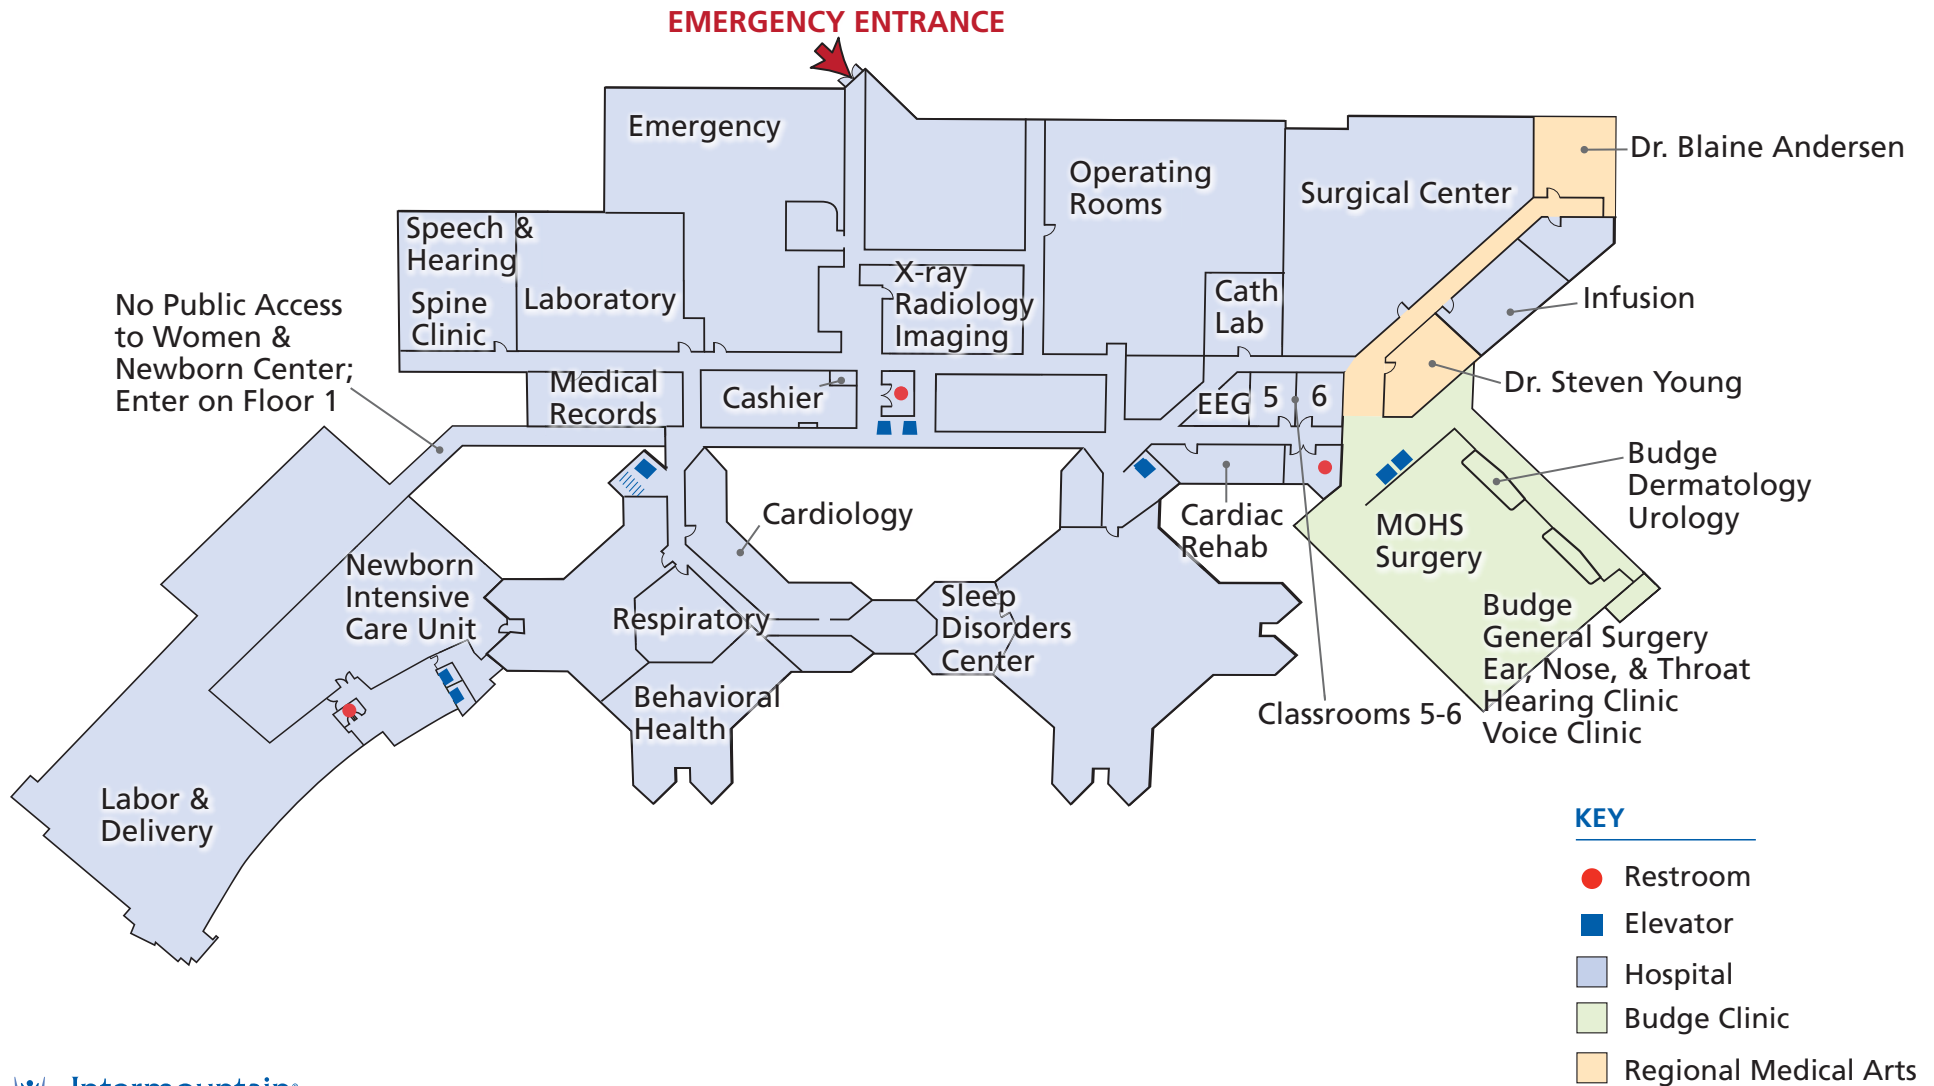 EMERGENCY ENTRANCE
Emergency
Operating
Rooms
Surgical Center
Dr. Blaine Andersen
Speech &
Hearing
Spine
Clinic
Laboratory
X-ray
Radiology
Imaging
Cath
Lab
Infusion
No Public Access
to Women &
Newborn Center;
Enter on Floor 1
Medical
Records
Cashier
EEG
5
6
Dr. Steven Young
Budge
Dermatology
Urology
Cardiology
Cardiac
Rehab
MOHS
Surgery
Newborn
Intensive
Care Unit
Respiratory
Sleep
Disorders
Center
Budge
General Surgery
Ear, Nose, & Throat
Hearing Clinic
Voice Clinic
Behavioral
Health
Classrooms 5-6
Labor &
Delivery
KEY
Restroom
Elevator
Hospital
Budge Clinic
Regional Medical Arts
Intermountain